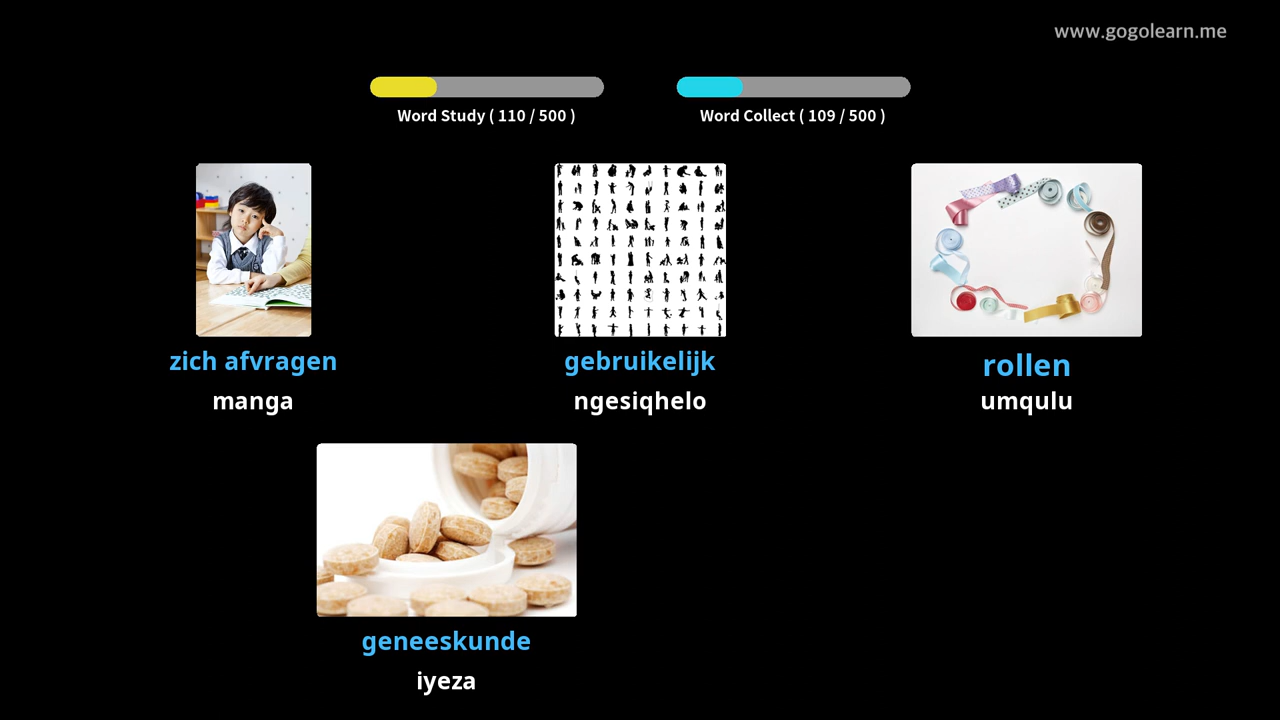 www.gogolearn.me
Word Study ( 110 / 500 )
Word Collect ( 109 / 500 )
zich afvragen
manga
gebruikelijk
ngesiqhelo
rollen
umqulu
geneeskunde
iyeza